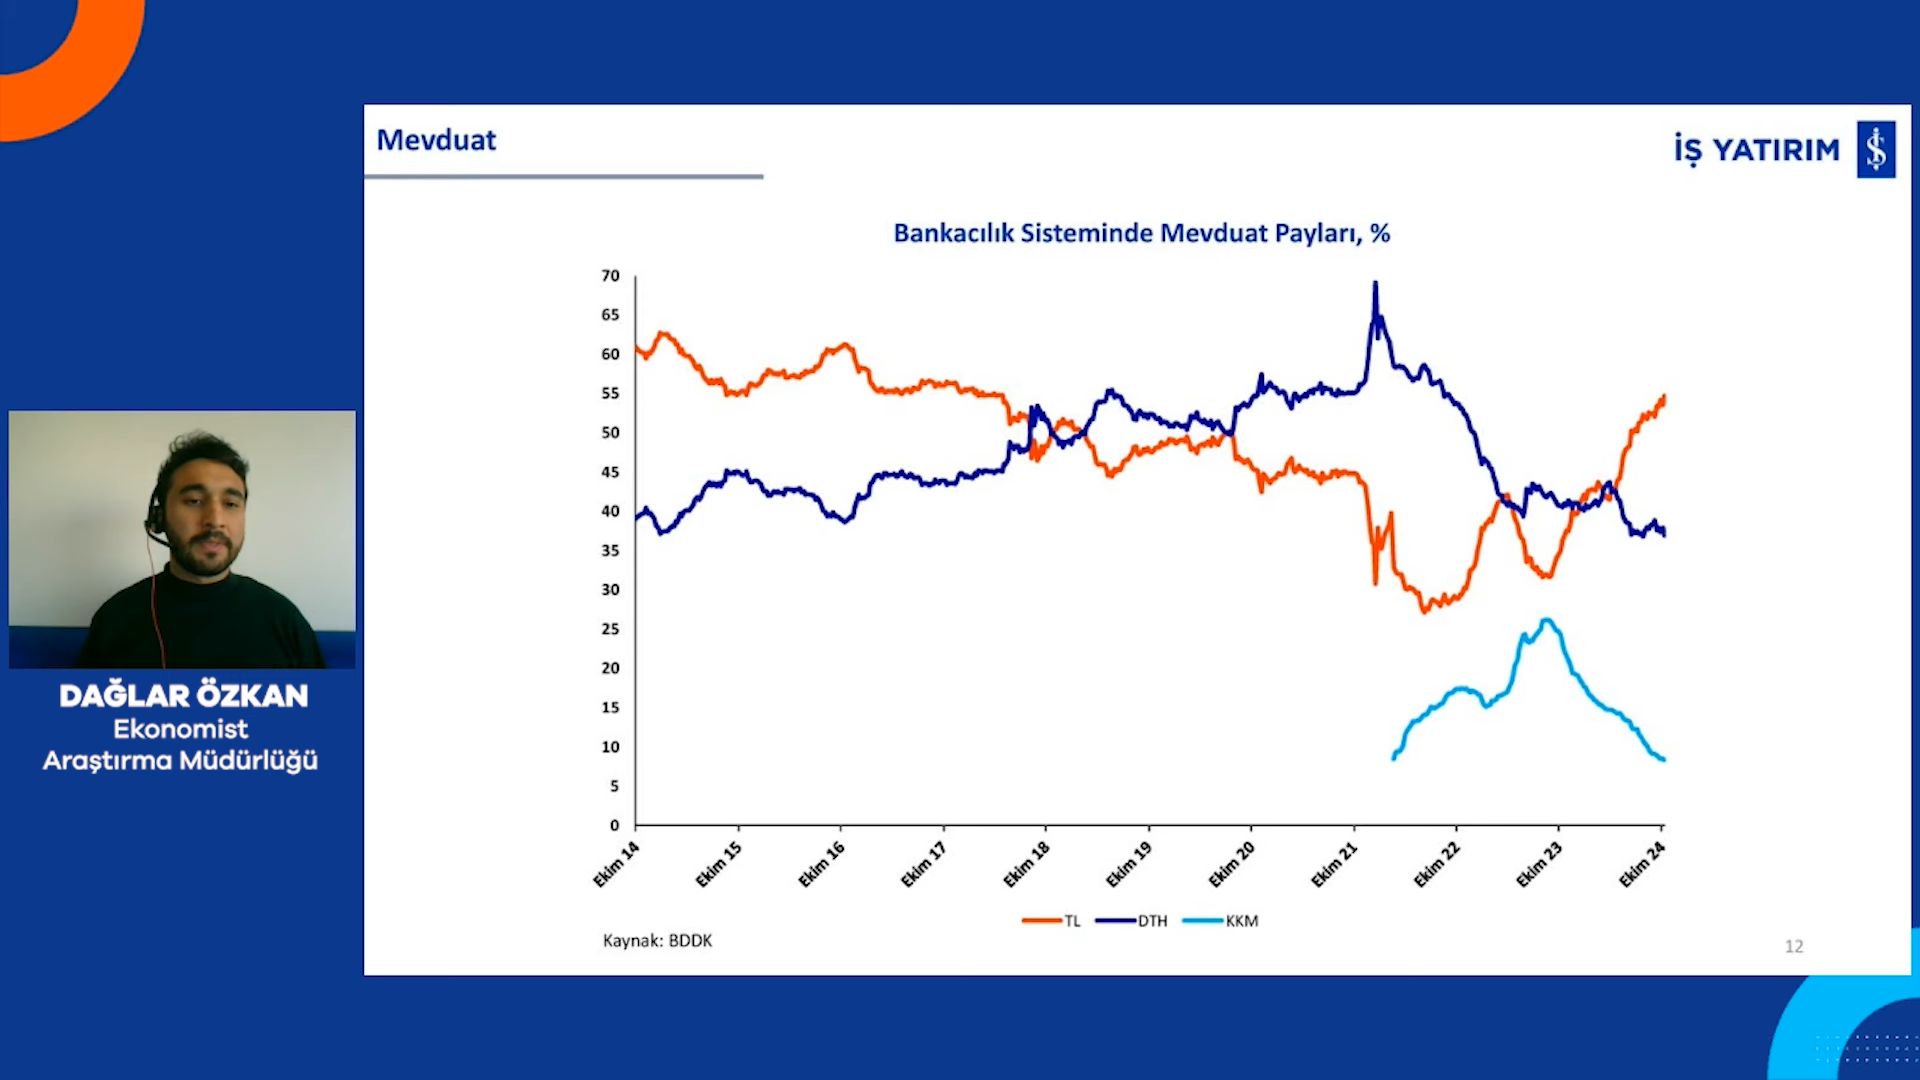 Mevduat
İŞ YATIRIM
Bankacılık Sisteminde Mevduat Payları, %
70
65
60
55
50
45
40
35
30
25
20
15
10
5
0
Ekim 14
Ekim 15
Ekim 16
Ekim 17
Ekim 18
Ekim 19
Ekim 20
Ekim 21
Ekim 22
Ekim 23
Ekim 24
TL
DTH
KKM
Kaynak: BDDK
12
DAĞLAR ÖZKAN
Ekonomist
Araştırma Müdürlüğü